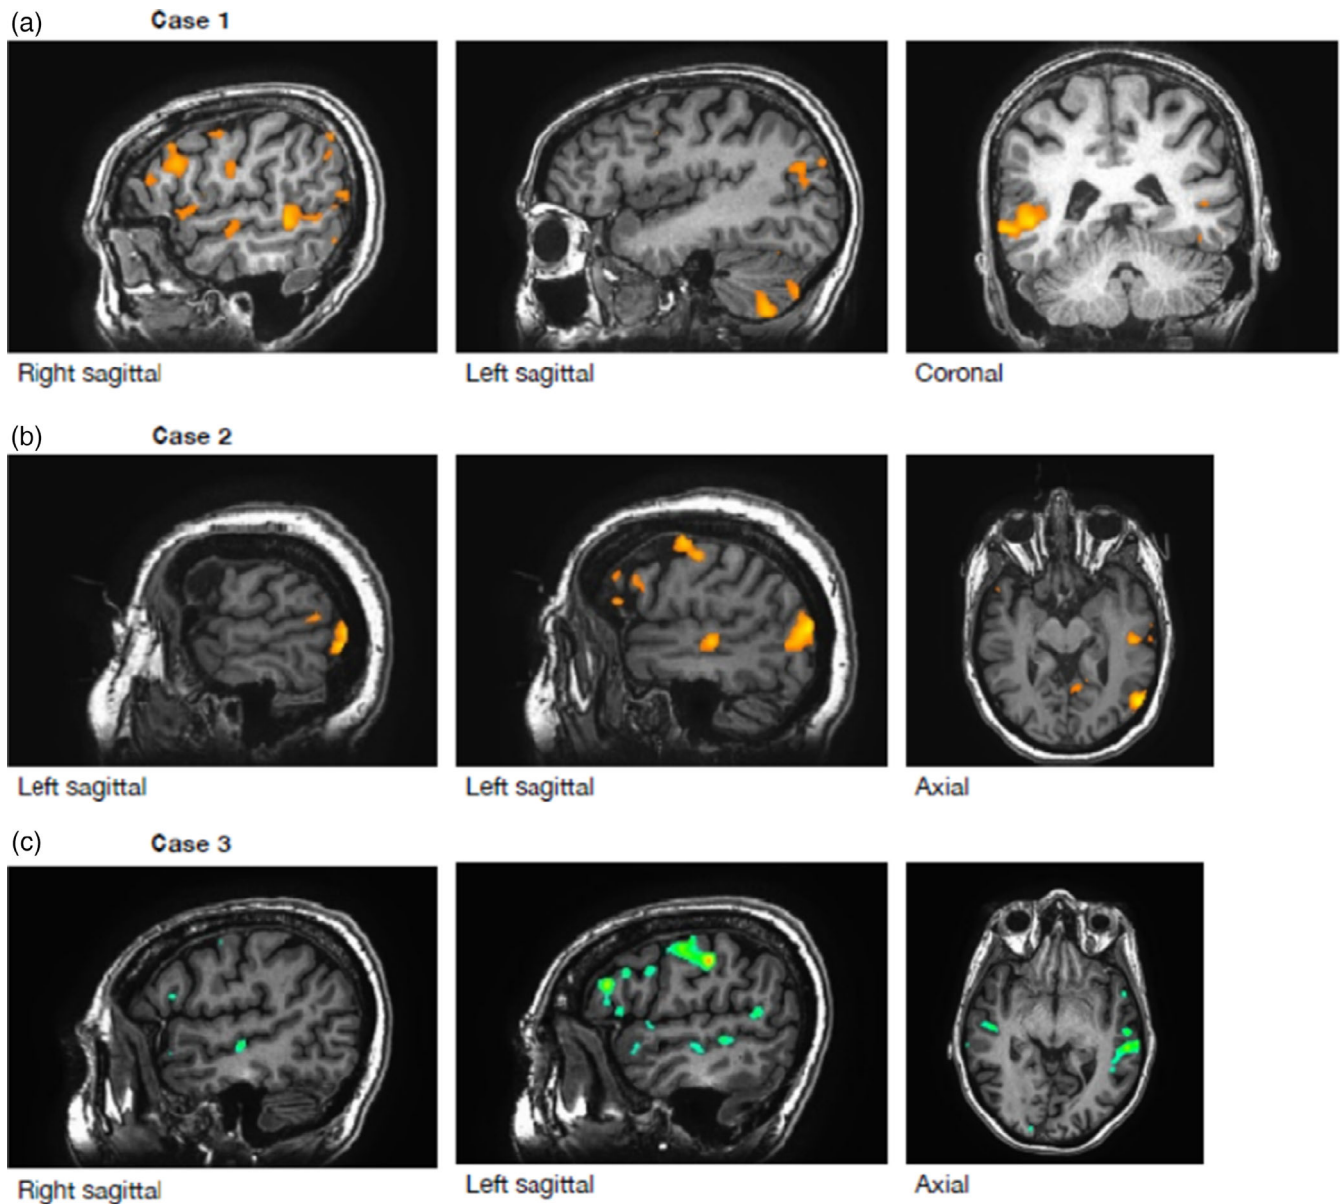 (a) Case 1
Right sagittal Left sagittal Coronal
(b) Case 2
Left sagittal Left sagittal Axial
(c) Case 3
Right sagittal Left sagittal Axial